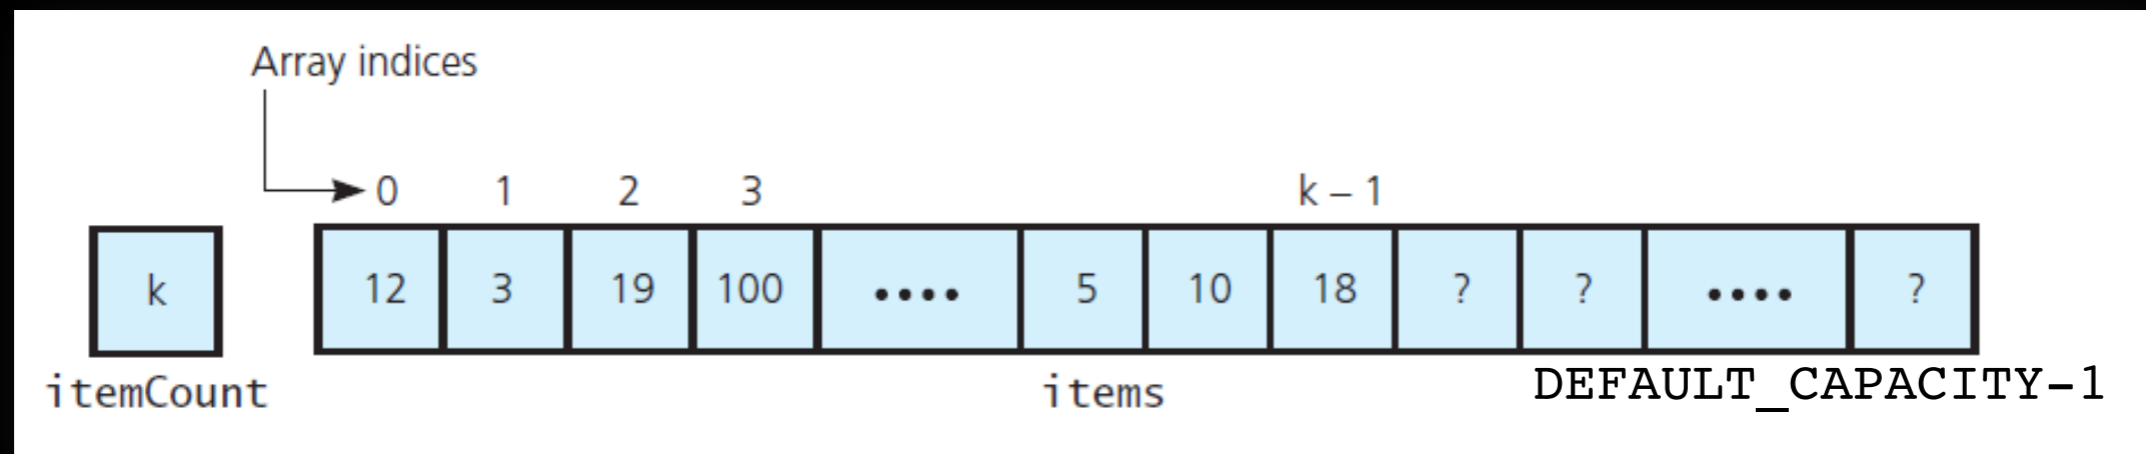 Array indices
0 1 2 3 k – 1
k 12 3 19 100 •••• 5 10 18 ? ? •••• ?
itemCount items DEFAULT_CAPACITY-1